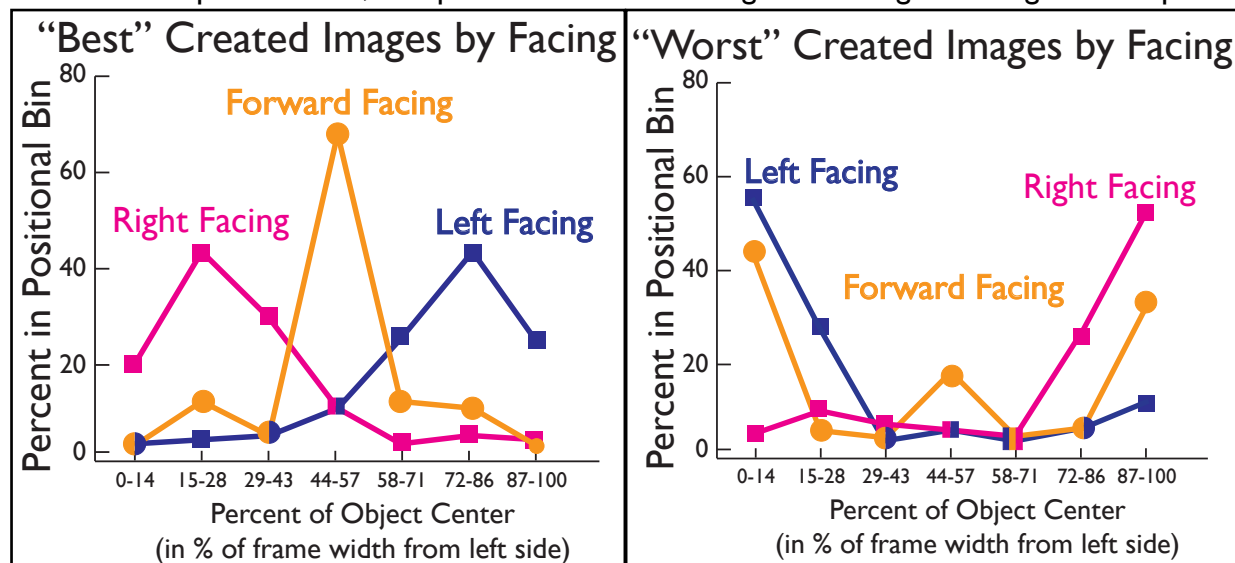 “Best” Created Images by Facing
Percent in Positional Bin
80
60
40
20
0
Forward Facing
Right Facing
Left Facing
0-14 15-28 29-43 44-57 58-71 72-86 87-100
Percent of Object Center
(in % of frame width from left side)
“Worst” Created Images by Facing
Percent in Positional Bin
80
60
40
20
0
Left Facing
Right Facing
Forward Facing
0-14 15-28 29-43 44-57 58-71 72-86 87-100
Percent of Object Center
(in % of frame width from left side)